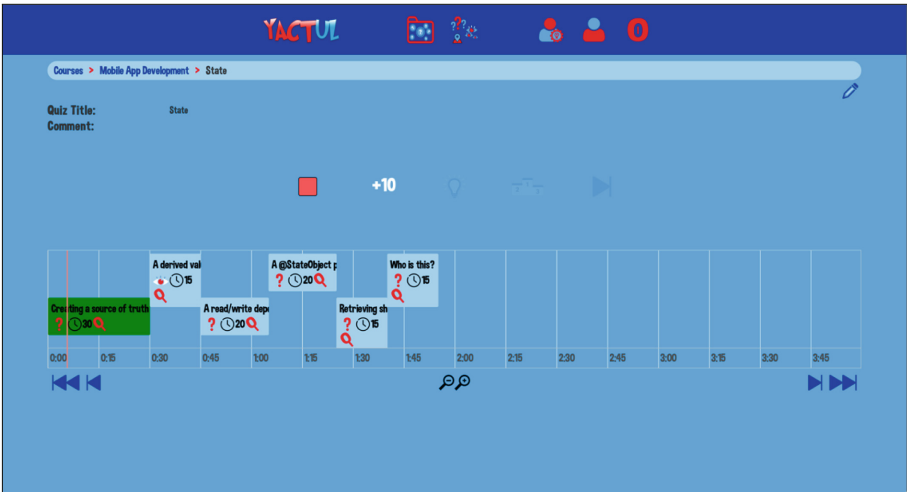 YACTUL
0
Courses > Mobile App Development > State
Quiz Title: State
Comment:
+10
A derived val
15
A @StateObject p
? 20
Who is this?
? 15
Creating a source of truth
? 30
A read/write depe
? 20
Retrieving sh
? 15
0:00 0:15 0:30 0:45 1:00 1:15 1:30 1:45 2:00 2:15 2:30 2:45 3:00 3:15 3:30 3:45